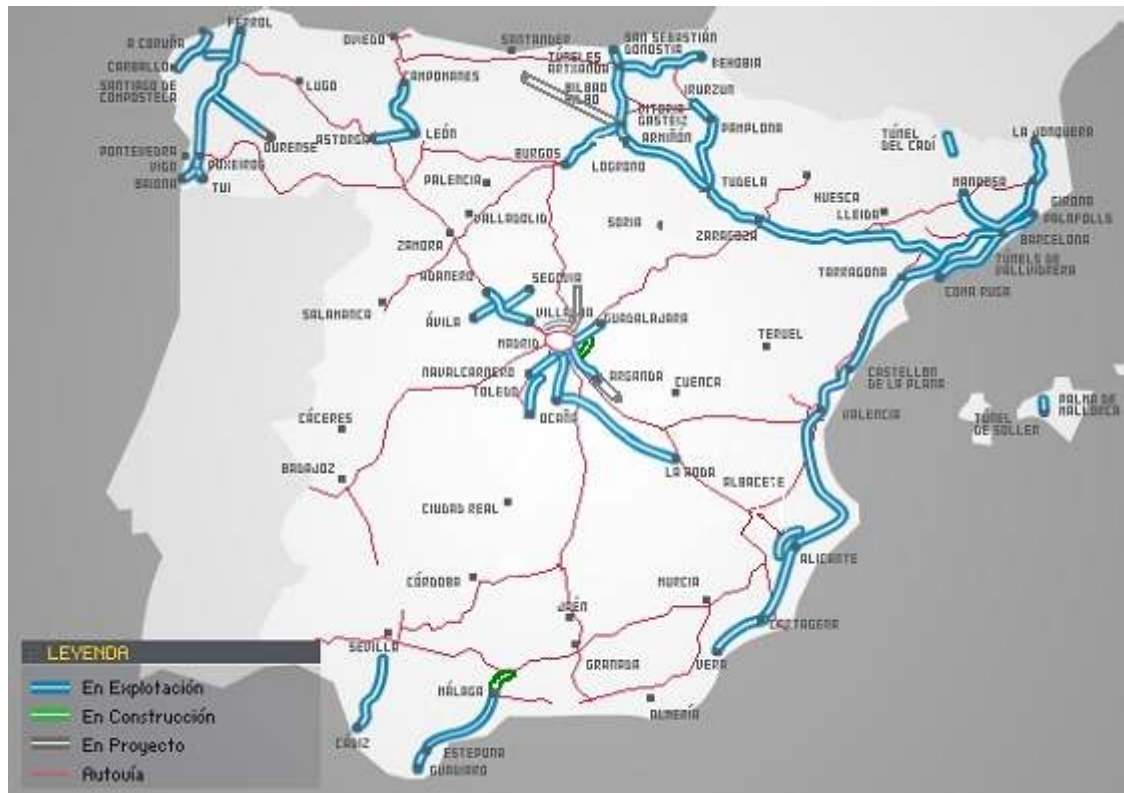 FERROL
A CORUÑA
CARBALLO
SANTIAGO DE
COMPOSTELA
LUGO
OVIEDO
CAMPOMANES
SANTANDER
SAN SEBASTIÁN
DONOSTIA
TÚNELES
ARTXANDA
BEHOBIA
BILBAO
BILBO
IRURZUN
VITORIA
GASTEIZ
ARMIÑÓN
PAMPLONA
TÚNEL
DEL CADÍ
LA JONQUERA
ASTORGA
LEÓN
OURENSE
PONTEVEDRA
VIGO
BAIONA
PUXEIROS
TUI
BURGOS
LOGROÑO
PALENCIA
TUDELA
HUESCA
MANRESA
GIRONA
PALAFOLLS
LLEIDA
VALLADOLID
SORIA
ZARAGOZA
BARCELONA
TÚNELS DE
VALLVIDRERA
ZAMORA
TARRAGONA
COMA RUGA
ADANERO
SEGOVIA
SALAMANCA
ÁVILA
VILLALBA
GUADALAJARA
MADRID
TERUEL
NAVALCARNERO
ARGANDA
CUENCA
CASTELLON
DE LA PLANA
TOLEDO
OCAÑA
VALENCIA
PALMA DE
MALLORCA
TÚNEL
DE SOLLER
CÁCERES
BADAJOZ
LA RODA
ALBACETE
CIUDAD REAL
ALICANTE
CÓRDOBA
MURCIA
JAÉN
CARTAGENA
SEVILLA
GRANADA
VERA
MÁLAGA
ALMERÍA
CÁDIZ
ESTEPONA
GUADIARO
LEYENDA
En Explotación
En Construcción
En Proyecto
Autovía